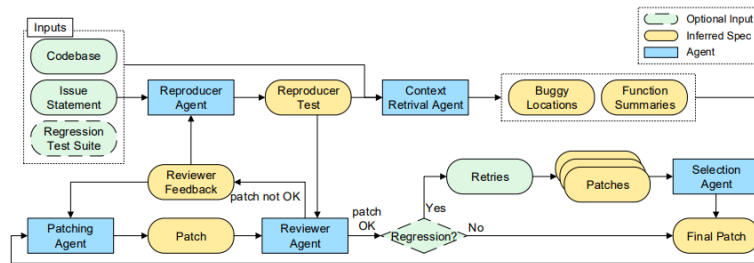 Inputs
Codebase
Issue
Statement
Regression
Test Suite
Reproducer
Agent
Reproducer
Test
Context
Retrival Agent
Buggy
Locations
Function
Summaries
Optional Input
Inferred Spec
Agent
Reviewer
Feedback
patch not OK
Patching
Agent
Patch
Reviewer
Agent
patch
OK
Regression?
Yes
No
Retries
Patches
Selection
Agent
Final Patch